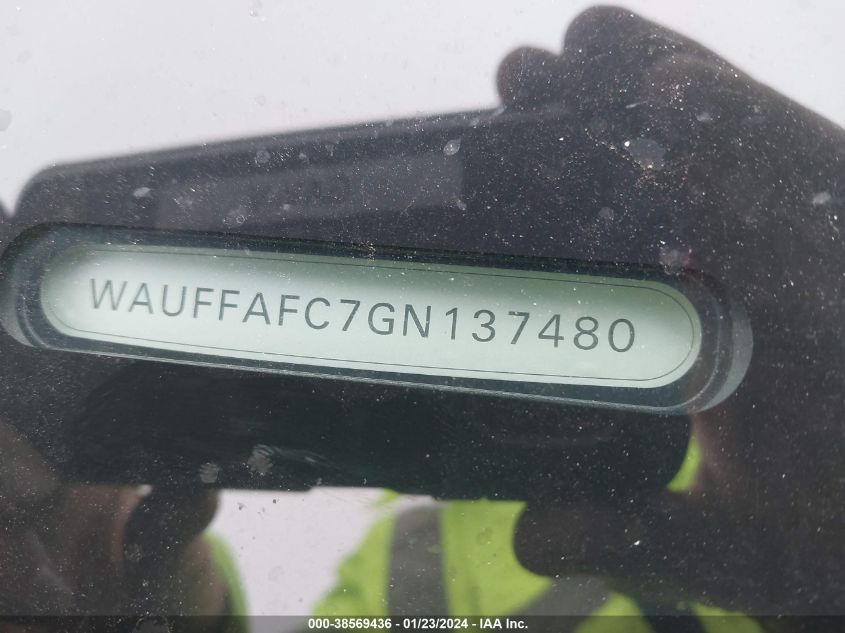 WAUFFAFC7GN137480
000-38569436 - 01/23/2024 - IAA Inc.